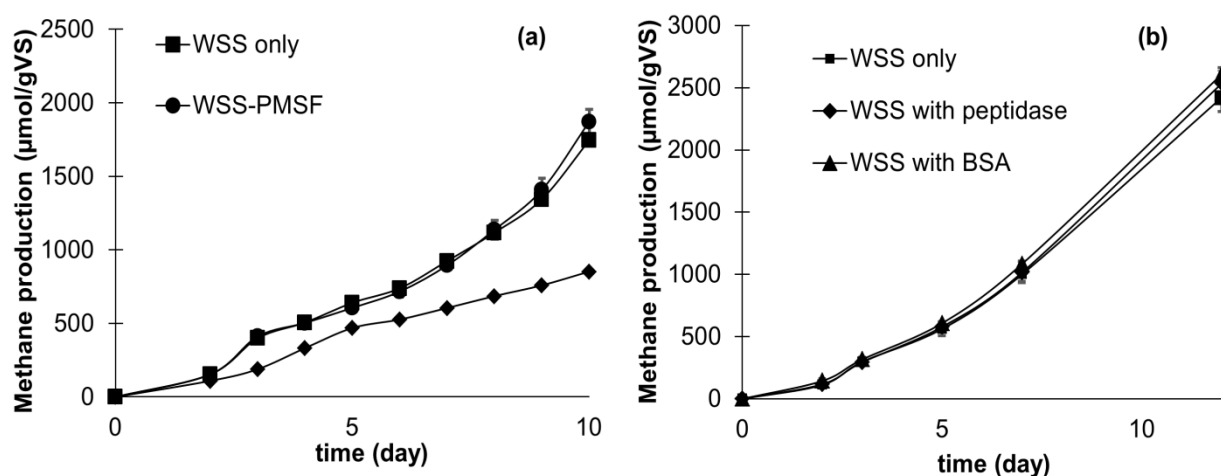 (a)
WSS only
WSS-PMSF
Methane production (µmol/gVS)
2500
2000
1500
1000
500
0
0
5
10
time (day)
(b)
WSS only
WSS with peptidase
WSS with BSA
Methane production (µmol/gVS)
3000
2500
2000
1500
1000
500
0
0
5
10
time (day)